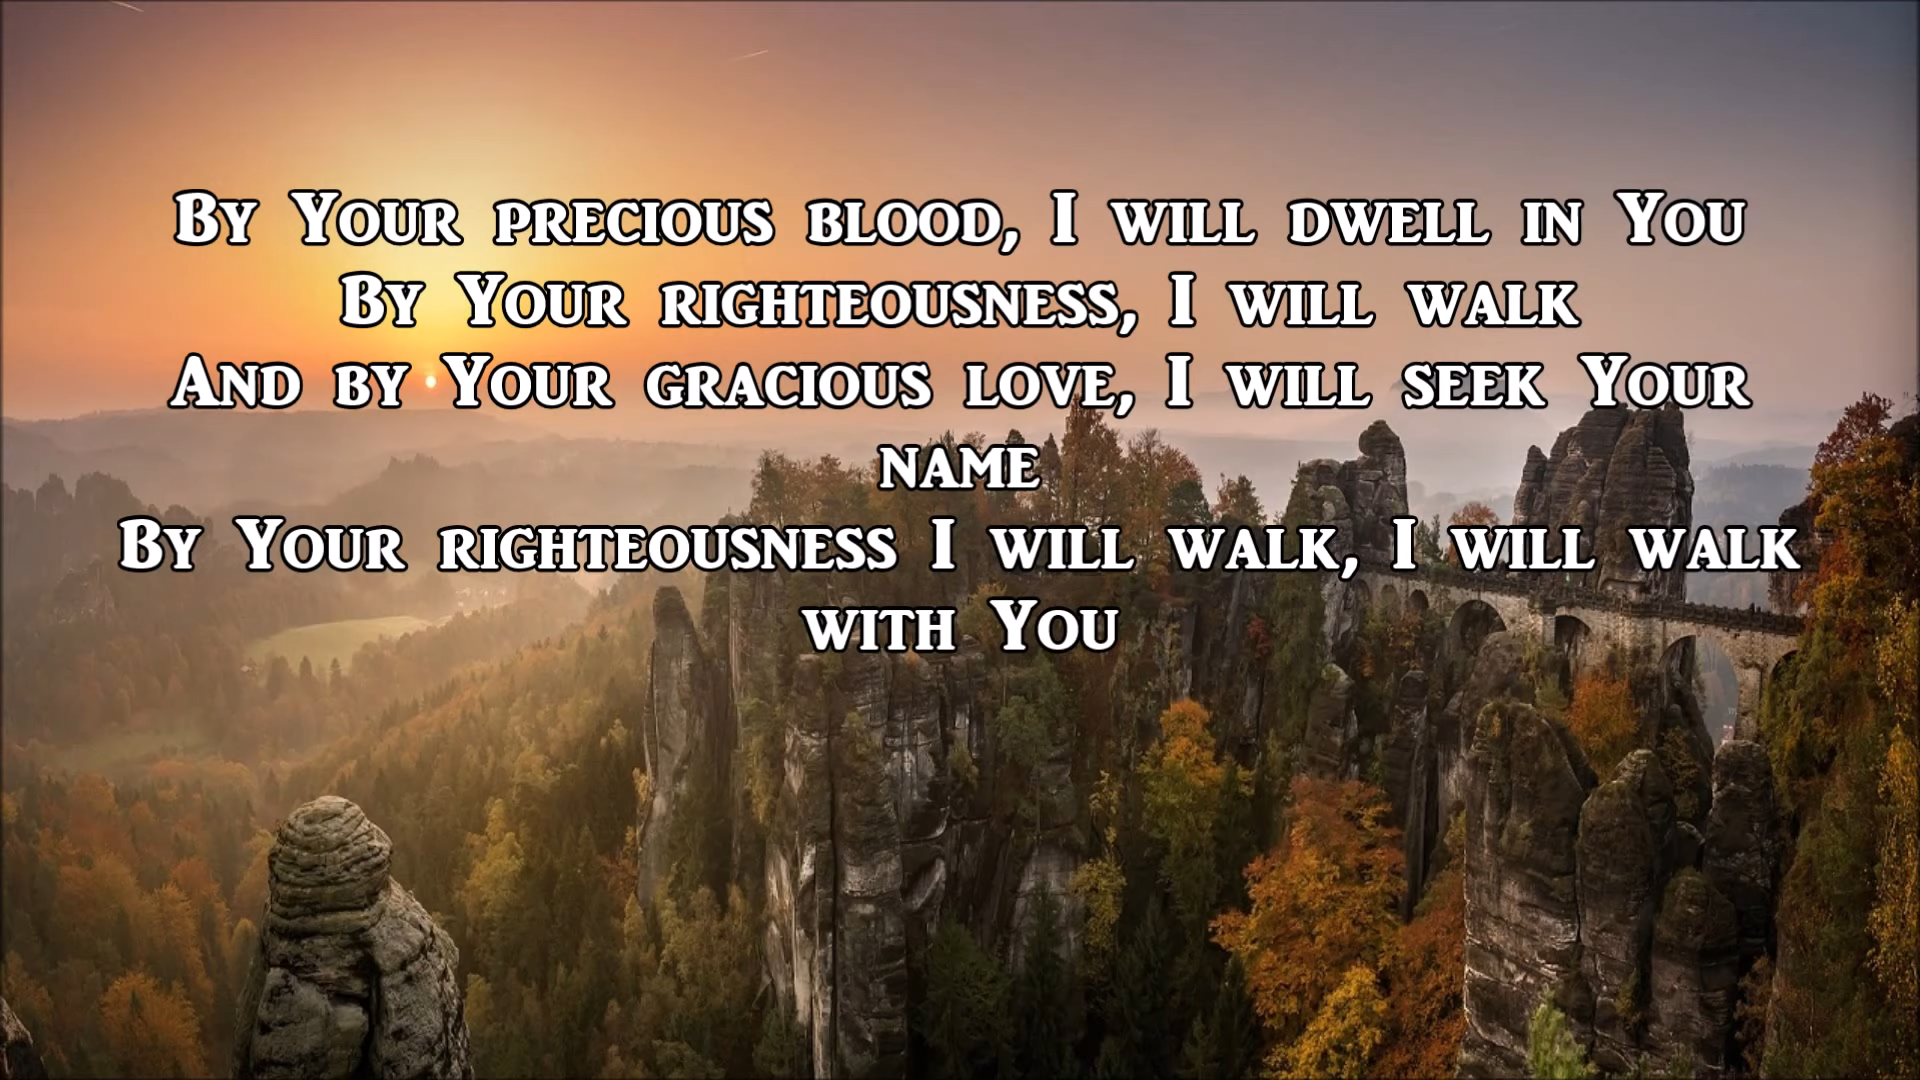 By Your precious blood, I will dwell in You
By Your righteousness, I will walk
And by Your gracious love, I will seek Your
name
By Your righteousness I will walk, I will walk
with You